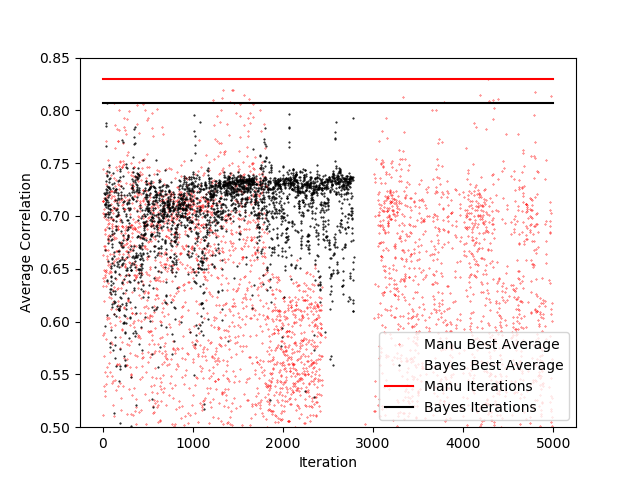 0.85
0.80
0.75
0.70
0.65
0.60
0.55
0.50
Average Correlation
Manu Best Average
Bayes Best Average
Manu Iterations
Bayes Iterations
0 1000 2000 3000 4000 5000
Iteration